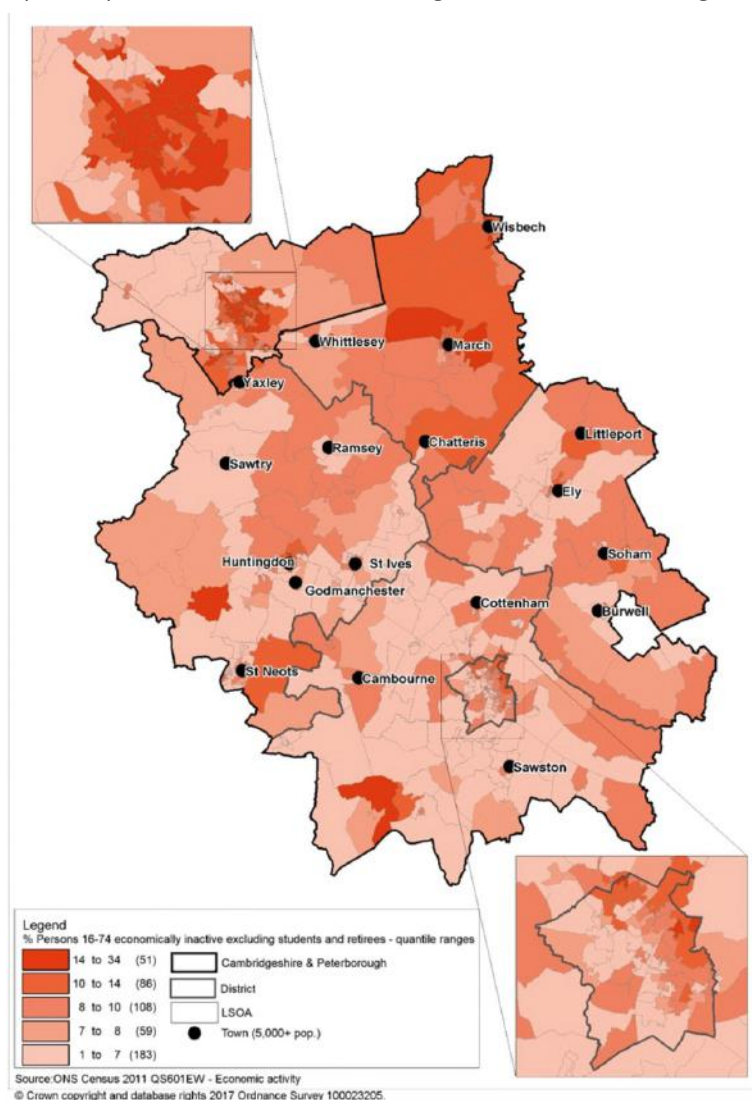 Wisbech
Whittlesey
March
Yaxley
Littleport
Chatteris
Ramsey
Sawtry
Ely
Soham
Huntingdon
St Ives
Godmanchester
Cottenham
Burwell
St Neots
Cambourne
Sawston
Legend
% Persons 16-74 economically inactive excluding students and retirees - quantile ranges
14 to 34 (51)
Cambridgeshire & Peterborough
10 to 14 (86)
District
8 to 10 (108)
LSOA
7 to 8 (59)
Town (5,000+ pop.)
1 to 7 (183)
Source:ONS Census 2011 QS601EW - Economic activity
© Crown copyright and database rights 2017 Ordnance Survey 100023205.